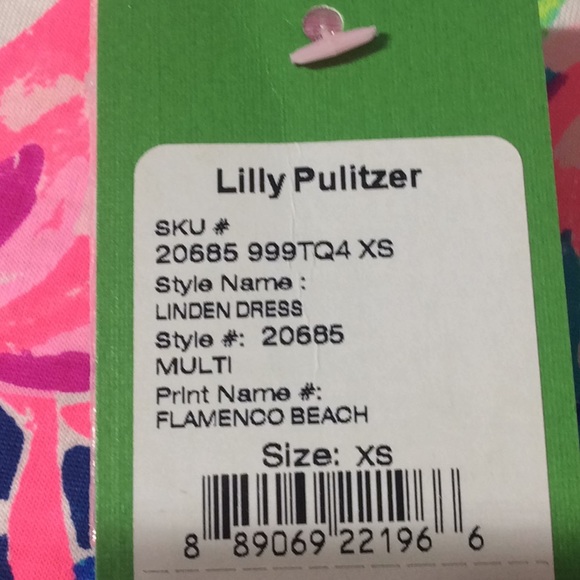 Lilly Pulitzer
SKU #
20685 999TQ4 XS
Style Name :
LINDEN DRESS
Style #: 20685
MULTI
Print Name #:
FLAMENCO BEACH
Size: XS
8 89069 22196 6